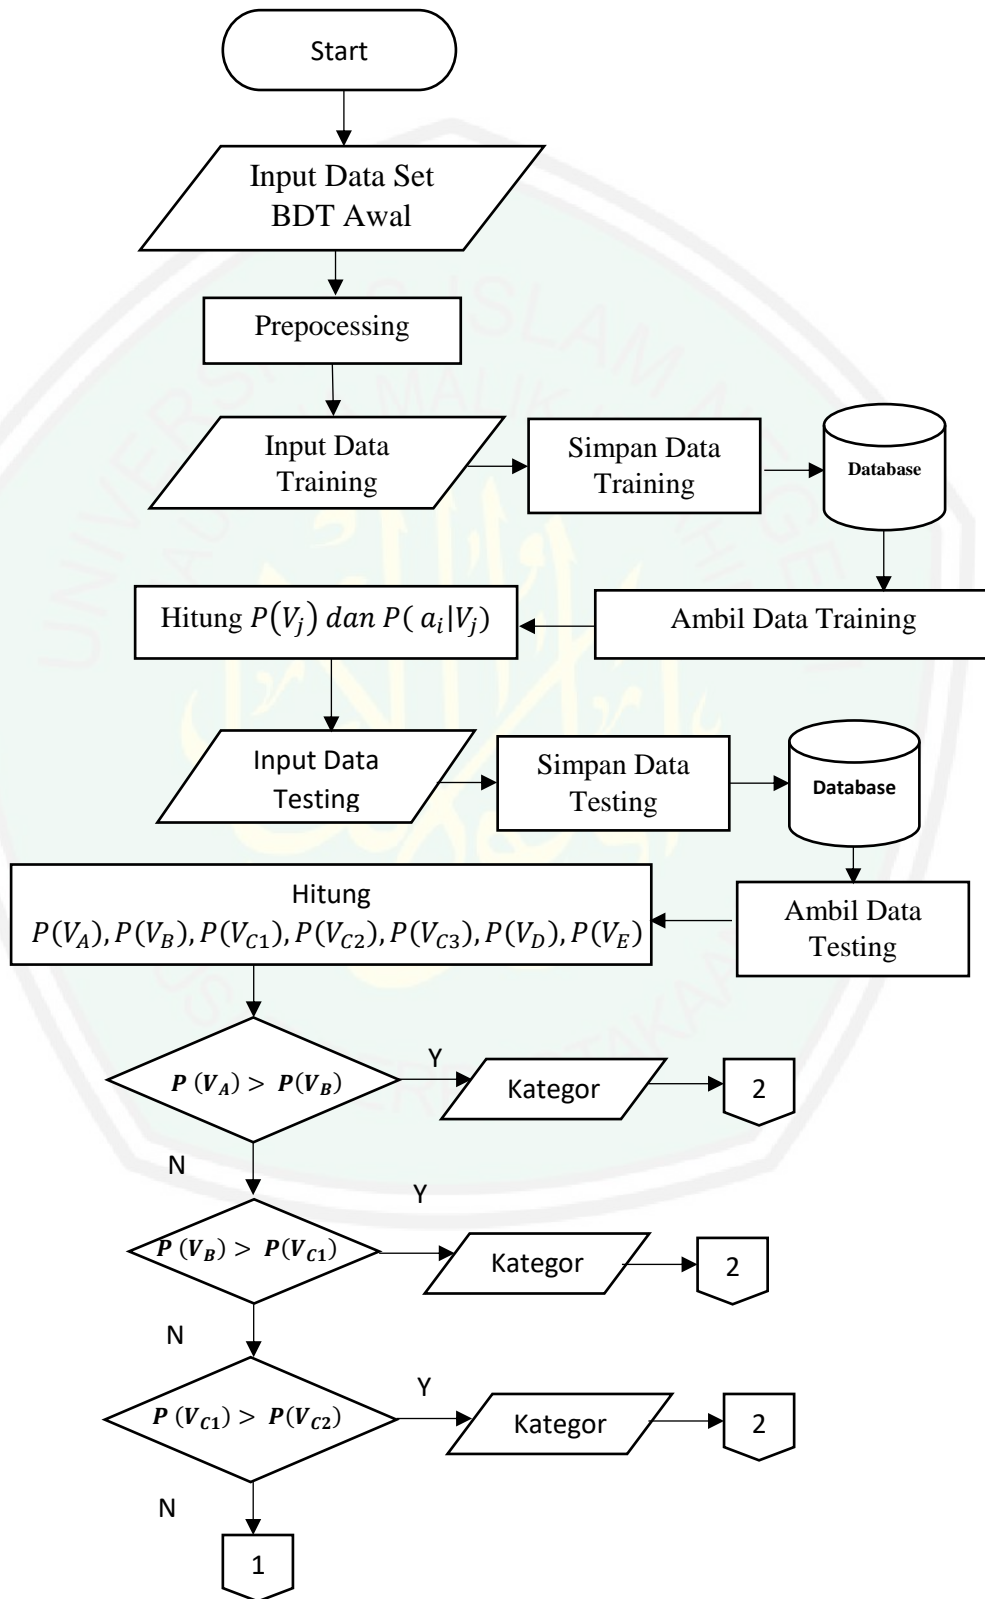 Start
Input Data Set
BDT Awal
Prepocessing
Input Data
Training
Simpan Data
Training
Database
Ambil Data Training
Hitung P(V_j) dan P( a_i|V_j)
Input Data
Testing
Simpan Data
Testing
Database
Ambil Data
Testing
Hitung
P(V_A), P(V_B), P(V_C1), P(V_C2), P(V_C3), P(V_D), P(V_E)
P (V_A) > P(V_B)
Y
Kategor
2
N
Y
P (V_B) > P(V_C1)
Kategor
2
N
Y
P (V_C1) > P(V_C2)
Kategor
2
N
1